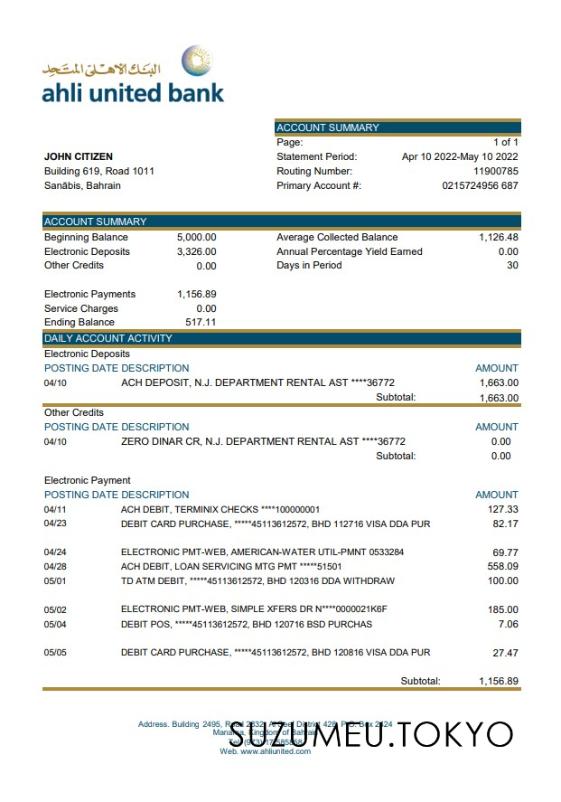 البنك الأهلي المتحد
ahli united bank
ACCOUNT SUMMARY
Page: 1 of 1
JOHN CITIZEN Statement Period: Apr 10 2022-May 10 2022
Building 619, Road 1011 Routing Number: 11900785
Sanābis, Bahrain Primary Account #: 0215724956 687
ACCOUNT SUMMARY
Beginning Balance 5,000.00 Average Collected Balance 1,126.48
Electronic Deposits 3,326.00 Annual Percentage Yield Earned 0.00
Other Credits 0.00 Days in Period 30
Electronic Payments 1,156.89
Service Charges 0.00
Ending Balance 517.11
DAILY ACCOUNT ACTIVITY
Electronic Deposits
POSTING DATE DESCRIPTION AMOUNT
04/10 ACH DEPOSIT, N.J. DEPARTMENT RENTAL AST ****36772 1,663.00
Subtotal: 1,663.00
Other Credits
POSTING DATE DESCRIPTION AMOUNT
04/10 ZERO DINAR CR, N.J. DEPARTMENT RENTAL AST ****36772 0.00
Subtotal: 0.00
Electronic Payment
POSTING DATE DESCRIPTION AMOUNT
04/11 ACH DEBIT, TERMINIX CHECKS ****100000001 127.33
04/23 DEBIT CARD PURCHASE, *****45113612572, BHD 112716 VISA DDA PUR 82.17
04/24 ELECTRONIC PMT-WEB, AMERICAN-WATER UTIL-PMNT 0533284 69.77
04/28 ACH DEBIT, LOAN SERVICING MTG PMT *****51501 558.09
05/01 TD ATM DEBIT, *****45113612572, BHD 120316 DDA WITHDRAW 100.00
05/02 ELECTRONIC PMT-WEB, SIMPLE XFERS DR N****0000021K6F 185.00
05/04 DEBIT POS, *****45113612572, BHD 120716 BSD PURCHAS 7.06
05/05 DEBIT CARD PURCHASE, *****45113612572, BHD 120816 VISA DDA PUR 27.47
Subtotal: 1,156.89
Address. Building 2495, Road 2832, Al Seef District 428, P.O. Box 2424
Manama, Kingdom of Bahrain
SUZUMEU.TOKYO
Web. www.ahliunited.com